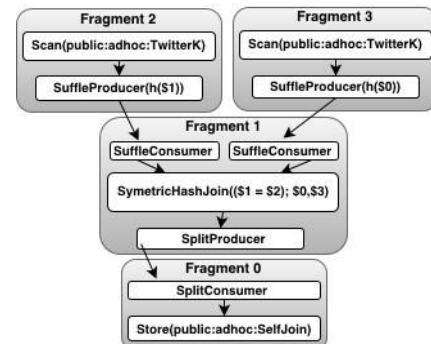 Fragment 2
Scan(public:adhoc:TwitterK)
SuffleProducer(h($1))
Fragment 3
Scan(public:adhoc:TwitterK)
SuffleProducer(h($0))
Fragment 1
SuffleConsumer
SuffleConsumer
SymetricHashJoin(($1 = $2); $0,$3)
SplitProducer
Fragment 0
SplitConsumer
Store(public:adhoc:SelfJoin)